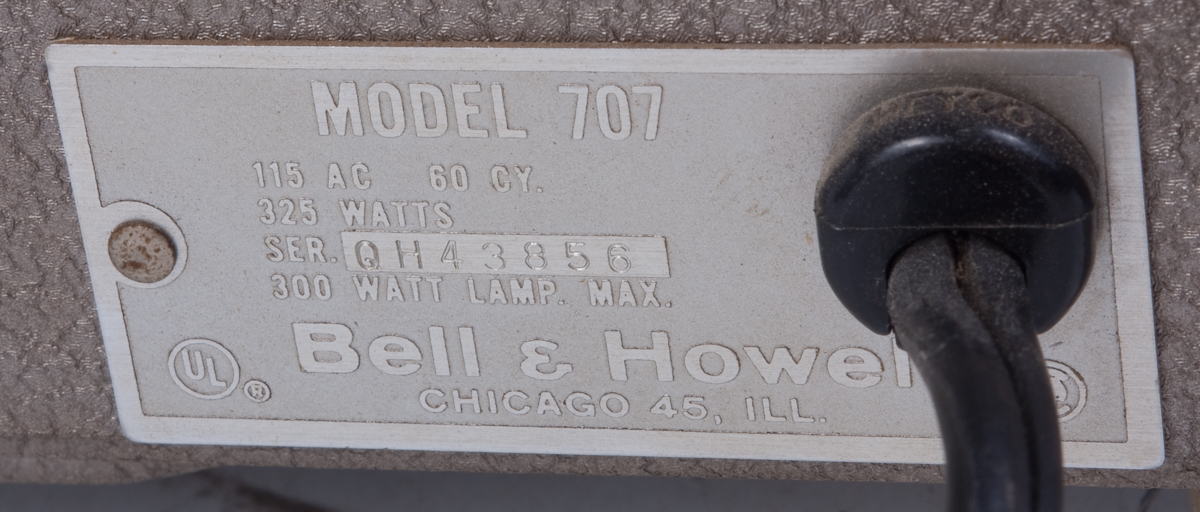 MODEL 707
115 AC 60 CY.
325 WATTS
SER. QH43856
300 WATT LAMP. MAX.
UL ®
Bell & Howel
CHICAGO 45, ILL.